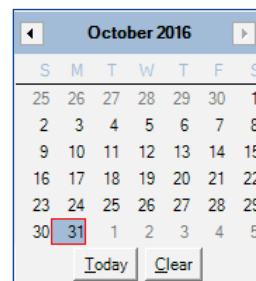 October 2016
S M T W T F S
25 26 27 28 29 30 1
2 3 4 5 6 7 8
9 10 11 12 13 14 15
16 17 18 19 20 21 22
23 24 25 26 27 28 29
30 31 1 2 3 4 5
Today Clear